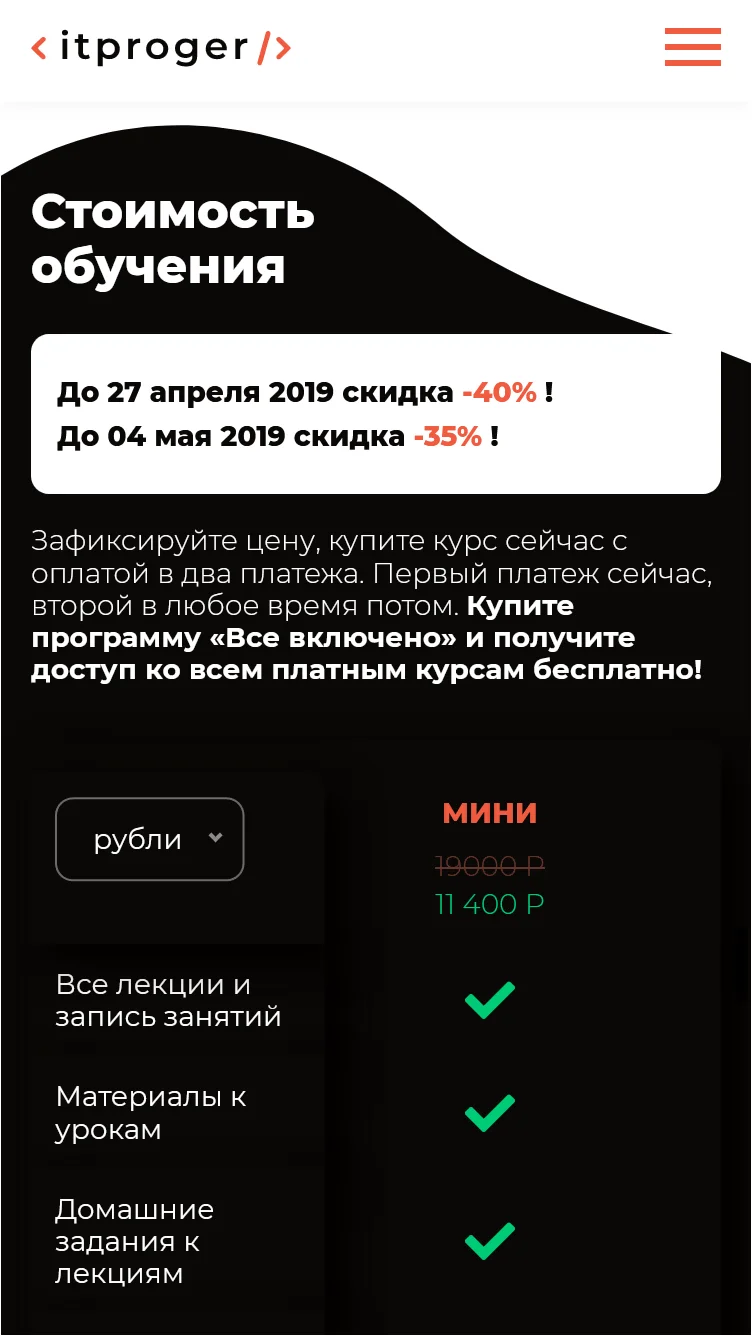 < itproger />
Стоимость
обучения
До 27 апреля 2019 скидка -40% !
До 04 мая 2019 скидка -35% !
Зафиксируйте цену, купите курс сейчас с
оплатой в два платежа. Первый платеж сейчас,
второй в любое время потом. Купите
программу «Все включено» и получите
доступ ко всем платным курсам бесплатно!
рубли
МИНИ
19000 Р
11 400 Р
Все лекции и
запись занятий
Материалы к
урокам
Домашние
задания к
лекциям